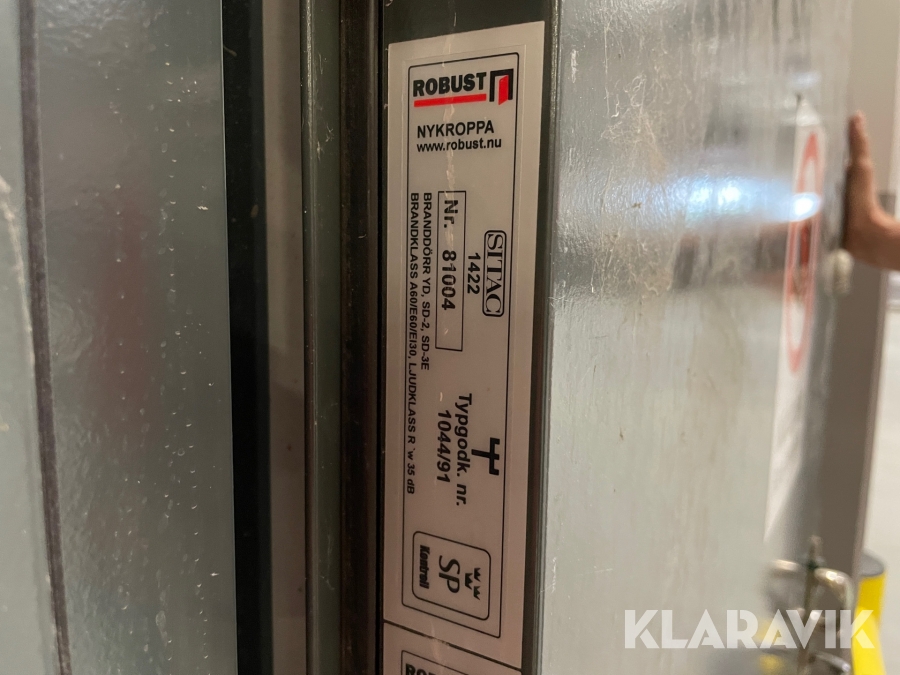 ROBUST
NYKROPPA
www.robust.nu
SITAC
1422
Nr. 81004
BRANDDÖRR YD, SD-2, SD-3E
BRANDKLASS A60/E60/EI30, LJUDKLASS R´w 35 dB
Typgodk. nr.
1044/91
SP
Kontroll
ROBUST
KLARAVIK